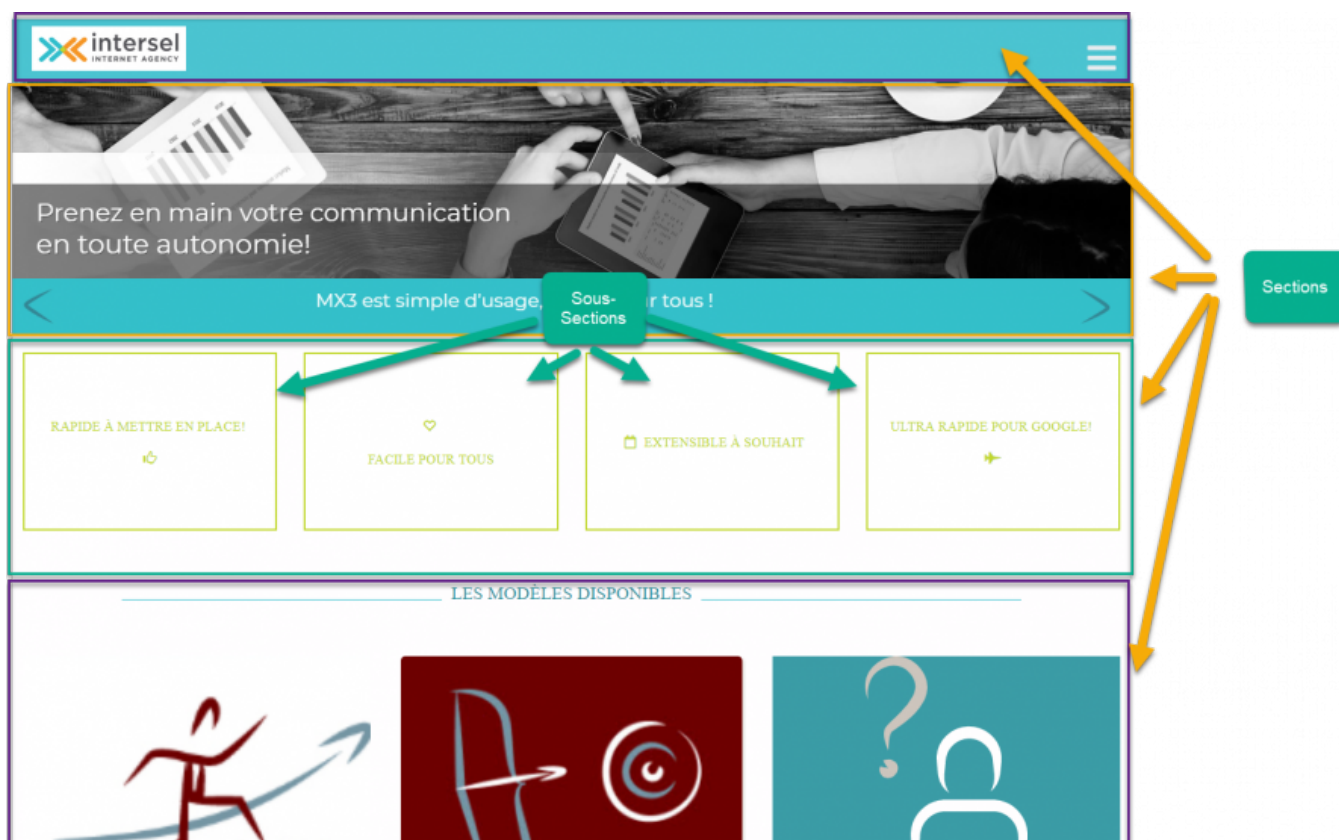 intersel
INTERNET AGENCY
Prenez en main votre communication
en toute autonomie!
MX3 est simple d'usage, r tous !
Sous-
Sections
Sections
RAPIDE À METTRE EN PLACE!
FACILE POUR TOUS
EXTENSIBLE À SOUHAIT
ULTRA RAPIDE POUR GOOGLE!
LES MODÈLES DISPONIBLES